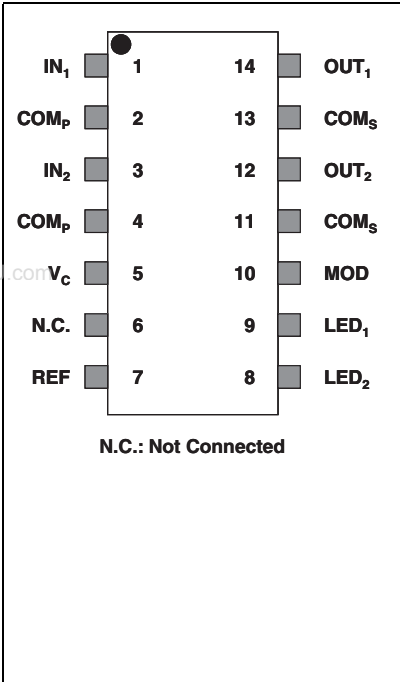 IN₁ 1 14 OUT₁
COMₚ 2 13 COMₛ
IN₂ 3 12 OUT₂
COMₚ 4 11 COMₛ
V꜀ 5 10 MOD
N.C. 6 9 LED₁
REF 7 8 LED₂
N.C.: Not Connected